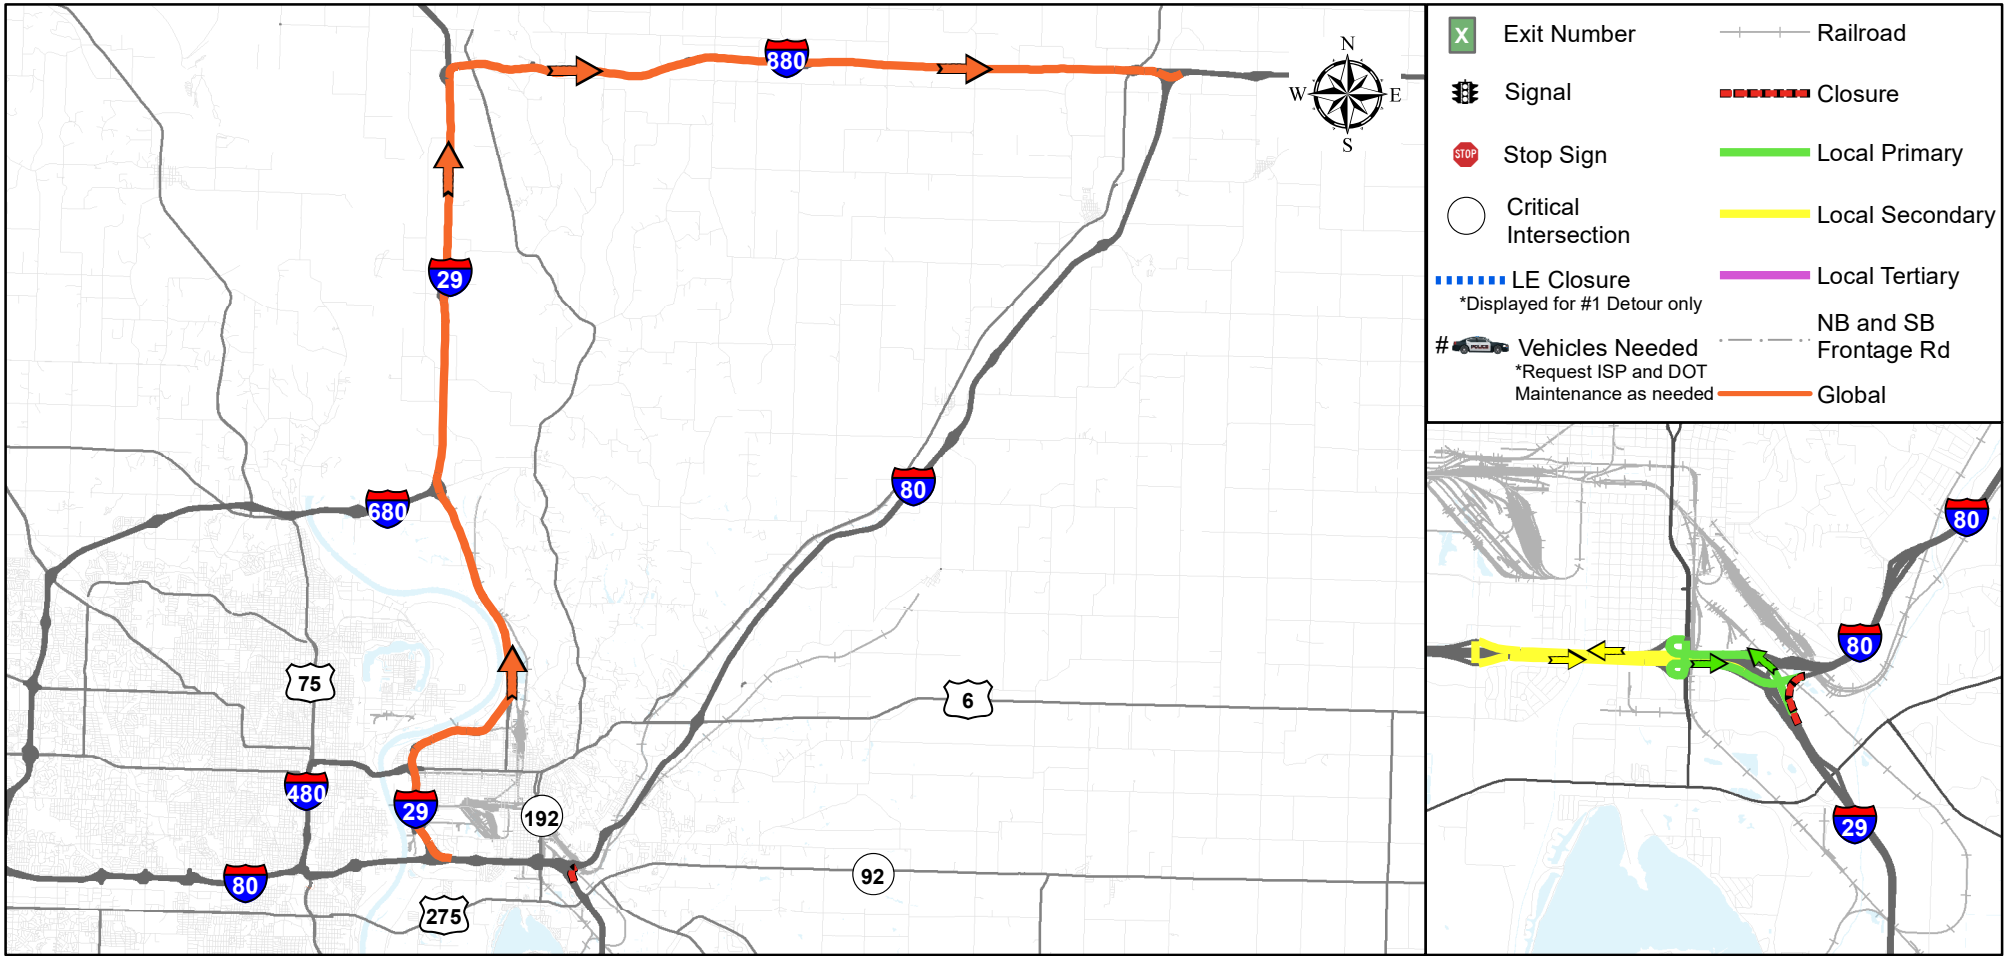 880
N
W E
S
29
80
680
75
6
480
29
192
80
92
275
X Exit Number
Signal
STOP Stop Sign
Critical
Intersection
LE Closure
*Displayed for #1 Detour only
# POLICE Vehicles Needed
*Request ISP and DOT
Maintenance as needed
Railroad
Closure
Local Primary
Local Secondary
Local Tertiary
NB and SB
Frontage Rd
Global
80
80
29